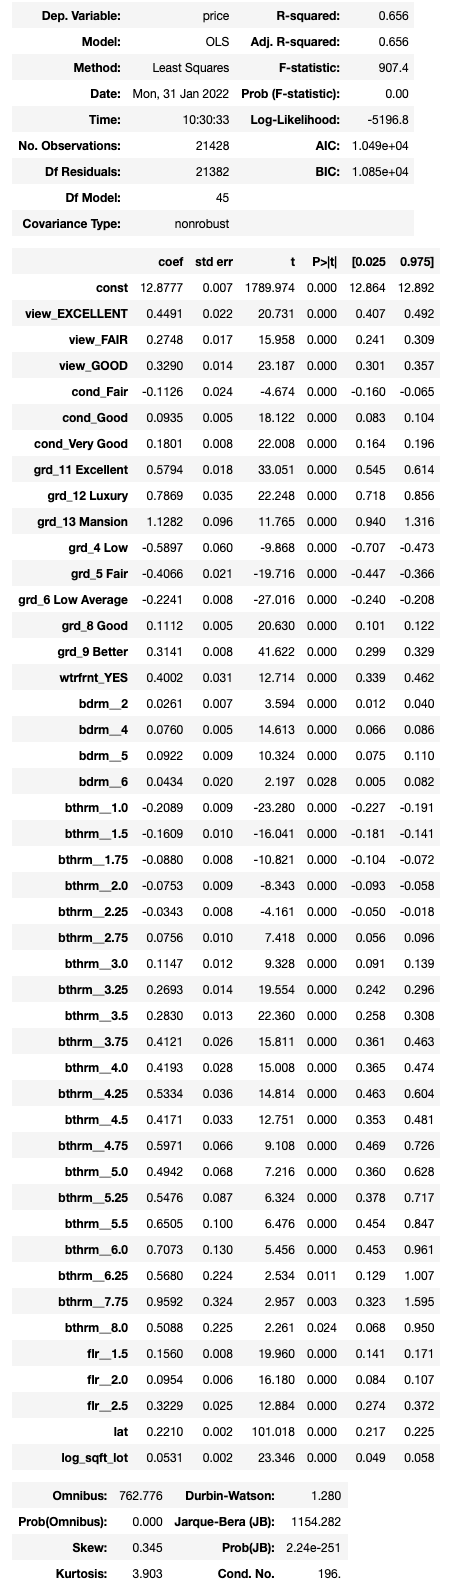 Dep. Variable: price R-squared: 0.656
Model: OLS Adj. R-squared: 0.656
Method: Least Squares F-statistic: 907.4
Date: Mon, 31 Jan 2022 Prob (F-statistic): 0.00
Time: 10:30:33 Log-Likelihood: -5196.8
No. Observations: 21428 AIC: 1.049e+04
Df Residuals: 21382 BIC: 1.085e+04
Df Model: 45
Covariance Type: nonrobust
coef std err t P>|t| [0.025 0.975]
const 12.8777 0.007 1789.974 0.000 12.864 12.892
view_EXCELLENT 0.4491 0.022 20.731 0.000 0.407 0.492
view_FAIR 0.2748 0.017 15.958 0.000 0.241 0.309
view_GOOD 0.3290 0.014 23.187 0.000 0.301 0.357
cond_Fair -0.1126 0.024 -4.674 0.000 -0.160 -0.065
cond_Good 0.0935 0.005 18.122 0.000 0.083 0.104
cond_Very Good 0.1801 0.008 22.008 0.000 0.164 0.196
grd_11 Excellent 0.5794 0.018 33.051 0.000 0.545 0.614
grd_12 Luxury 0.7869 0.035 22.248 0.000 0.718 0.856
grd_13 Mansion 1.1282 0.096 11.765 0.000 0.940 1.316
grd_4 Low -0.5897 0.060 -9.868 0.000 -0.707 -0.473
grd_5 Fair -0.4066 0.021 -19.716 0.000 -0.447 -0.366
grd_6 Low Average -0.2241 0.008 -27.016 0.000 -0.240 -0.208
grd_8 Good 0.1112 0.005 20.630 0.000 0.101 0.122
grd_9 Better 0.3141 0.008 41.622 0.000 0.299 0.329
wtrfrnt_YES 0.4002 0.031 12.714 0.000 0.339 0.462
bdrm__2 0.0261 0.007 3.594 0.000 0.012 0.040
bdrm__4 0.0760 0.005 14.613 0.000 0.066 0.086
bdrm__5 0.0922 0.009 10.324 0.000 0.075 0.110
bdrm__6 0.0434 0.020 2.197 0.028 0.005 0.082
bthrm__1.0 -0.2089 0.009 -23.280 0.000 -0.227 -0.191
bthrm__1.5 -0.1609 0.010 -16.041 0.000 -0.181 -0.141
bthrm__1.75 -0.0880 0.008 -10.821 0.000 -0.104 -0.072
bthrm__2.0 -0.0753 0.009 -8.343 0.000 -0.093 -0.058
bthrm__2.25 -0.0343 0.008 -4.161 0.000 -0.050 -0.018
bthrm__2.75 0.0756 0.010 7.418 0.000 0.056 0.096
bthrm__3.0 0.1147 0.012 9.328 0.000 0.091 0.139
bthrm__3.25 0.2693 0.014 19.554 0.000 0.242 0.296
bthrm__3.5 0.2830 0.013 22.360 0.000 0.258 0.308
bthrm__3.75 0.4121 0.026 15.811 0.000 0.361 0.463
bthrm__4.0 0.4193 0.028 15.008 0.000 0.365 0.474
bthrm__4.25 0.5334 0.036 14.814 0.000 0.463 0.604
bthrm__4.5 0.4171 0.033 12.751 0.000 0.353 0.481
bthrm__4.75 0.5971 0.066 9.108 0.000 0.469 0.726
bthrm__5.0 0.4942 0.068 7.216 0.000 0.360 0.628
bthrm__5.25 0.5476 0.087 6.324 0.000 0.378 0.717
bthrm__5.5 0.6505 0.100 6.476 0.000 0.454 0.847
bthrm__6.0 0.7073 0.130 5.456 0.000 0.453 0.961
bthrm__6.25 0.5680 0.224 2.534 0.011 0.129 1.007
bthrm__7.75 0.9592 0.324 2.957 0.003 0.323 1.595
bthrm__8.0 0.5088 0.225 2.261 0.024 0.068 0.950
flr__1.5 0.1560 0.008 19.960 0.000 0.141 0.171
flr__2.0 0.0954 0.006 16.180 0.000 0.084 0.107
flr__2.5 0.3229 0.025 12.884 0.000 0.274 0.372
lat 0.2210 0.002 101.018 0.000 0.217 0.225
log_sqft_lot 0.0531 0.002 23.346 0.000 0.049 0.058
Omnibus: 762.776 Durbin-Watson: 1.280
Prob(Omnibus): 0.000 Jarque-Bera (JB): 1154.282
Skew: 0.345 Prob(JB): 2.24e-251
Kurtosis: 3.903 Cond. No. 196.